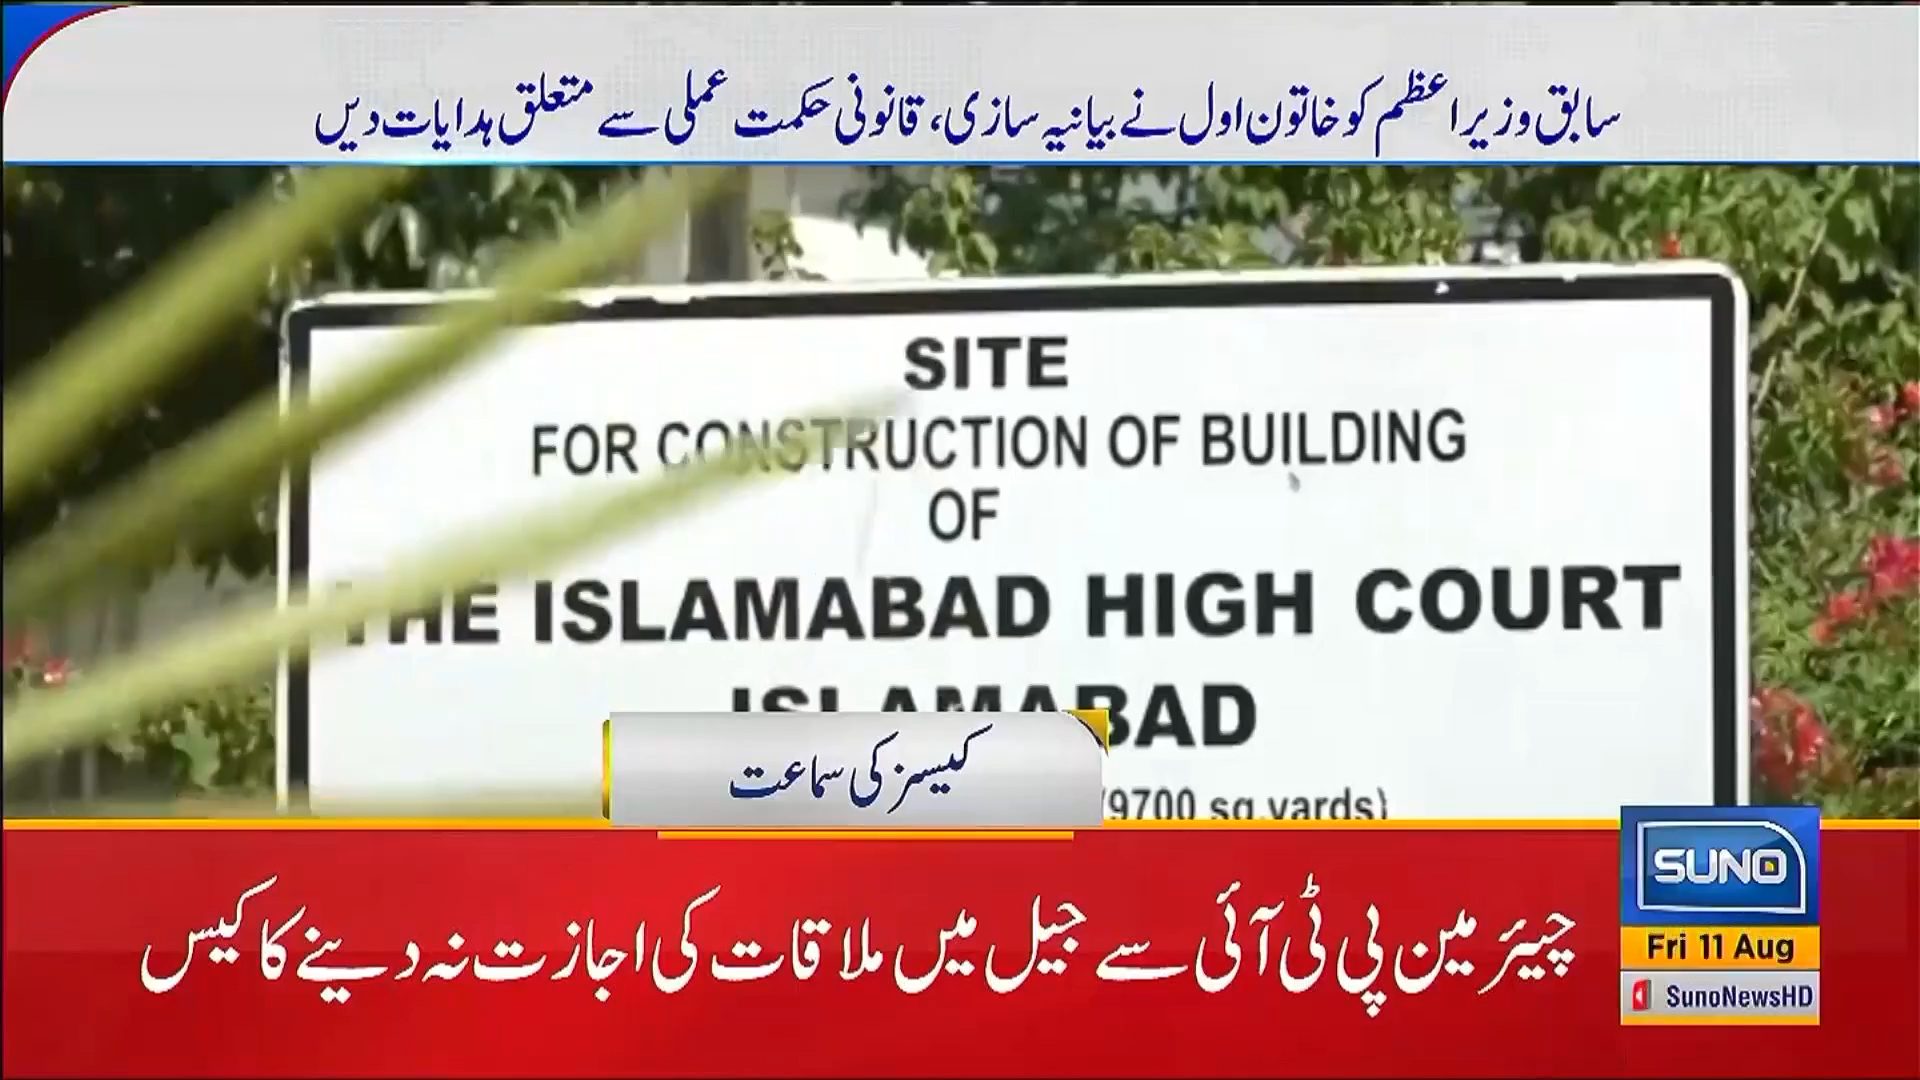 سابق وزیراعظم کو خاتون اول نے بیانیہ سازی، قانونی حکمت عملی سے متعلق ہدایات دیں
SITE
FOR CONSTRUCTION OF BUILDING
OF
THE ISLAMABAD HIGH COURT
ISLAMABAD
(9700 sq.yards)
کیسز کی سماعت
چیئرمین پی ٹی آئی سے جیل میں ملاقات کی اجازت نہ دینے کا کیس
SUNO
Fri 11 Aug
SunoNewsHD